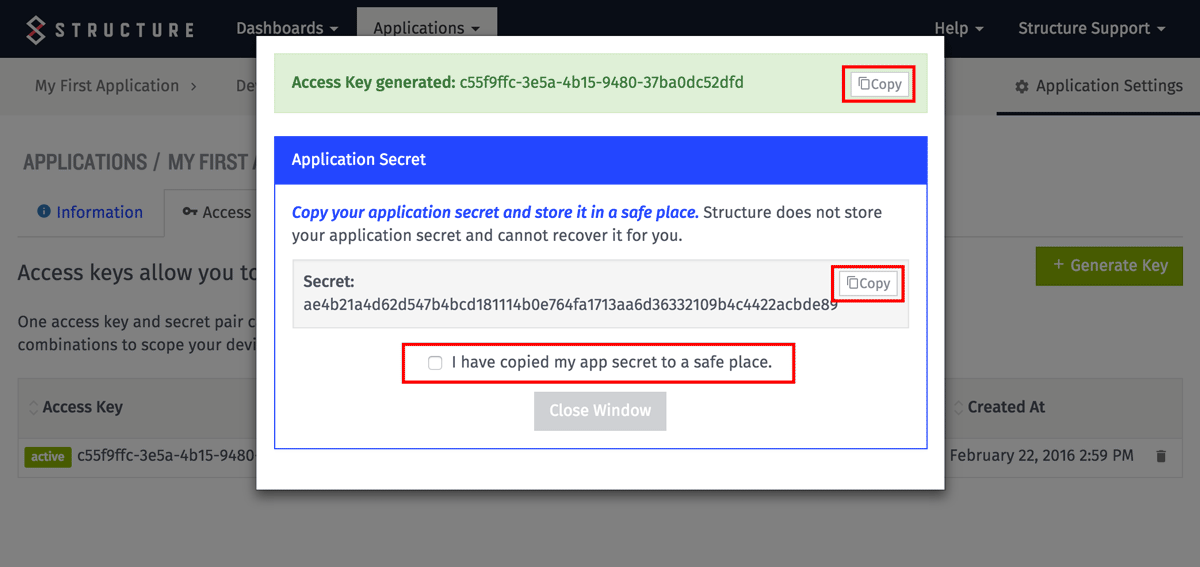 STRUCTURE
Dashboards
Applications
Help
Structure Support
My First Application
Application Settings
APPLICATIONS / MY FIRST
Information
Access
Access keys allow you to
+ Generate Key
One access key and secret pair
combinations to scope your
Access Key
Created At
active c55f9ffc-3e5a-4b15-9480-
February 22, 2016 2:59 PM
Access Key generated: c55f9ffc-3e5a-4b15-9480-37ba0dc52dfd
Copy
Application Secret
Copy your application secret and store it in a safe place. Structure does not store
your application secret and cannot recover it for you.
Secret:
Copy
ae4b21a4d62d547b4bcd181114b0e764fa1713aa6d36332109b4c4422acbde89
I have copied my app secret to a safe place.
Close Window